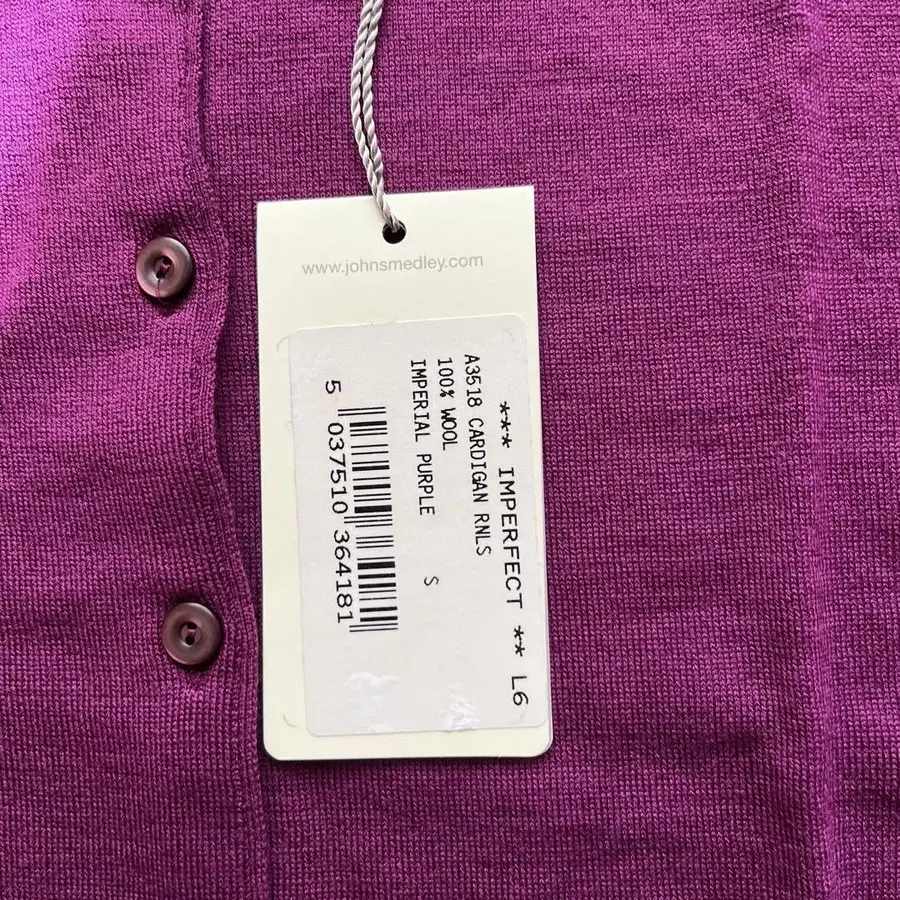 www.johnsmedley.com
*** IMPERFECT ** L6
A3518 CARDIGAN RNLS
100% WOOL
IMPERIAL PURPLE S
5 037510 364181